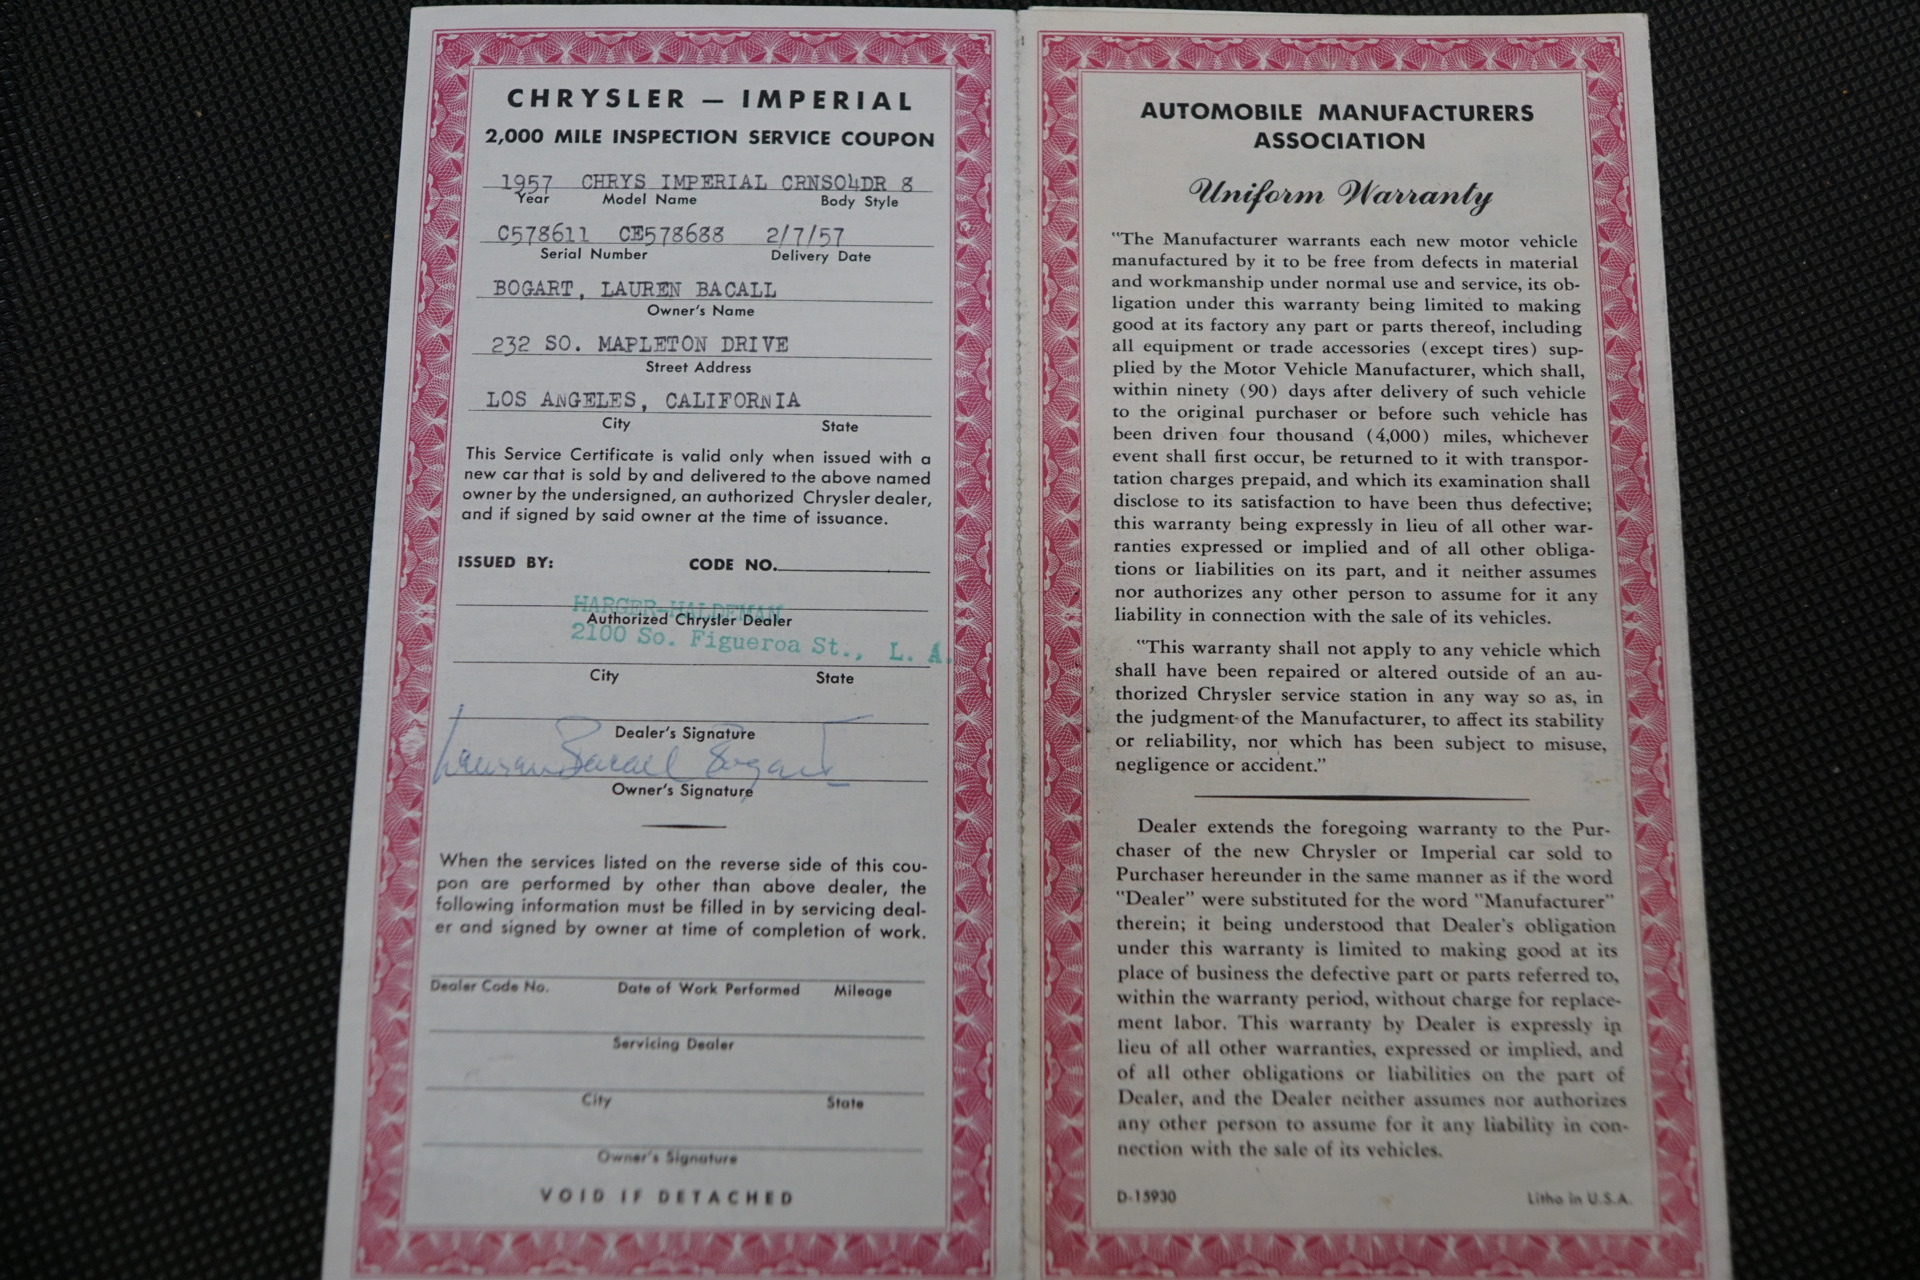 CHRYSLER — IMPERIAL
2,000 MILE INSPECTION SERVICE COUPON
1957 CHRYS IMPERIAL CRNSO4DR 8
Year Model Name Body Style
C578611 CE578688 2/7/57
Serial Number Delivery Date
BOGART, LAUREN BACALL
Owner's Name
232 SO. MAPLETON DRIVE
Street Address
LOS ANGELES, CALIFORNIA
City State
This Service Certificate is valid only when issued with a
new car that is sold by and delivered to the above named
owner by the undersigned, an authorized Chrysler dealer,
and if signed by said owner at the time of issuance.
ISSUED BY: CODE NO.
HARGER-HALDEMAN
Authorized Chrysler Dealer
2100 So. Figueroa St., L. A.
City State
Dealer's Signature
Lauren Bacall Bogart
Owner's Signature
When the services listed on the reverse side of this cou-
pon are performed by other than above dealer, the
following information must be filled in by servicing deal-
er and signed by owner at time of completion of work.
Dealer Code No. Date of Work Performed Mileage
Servicing Dealer
City State
Owner's Signature
VOID IF DETACHED
AUTOMOBILE MANUFACTURERS
ASSOCIATION
Uniform Warranty
"The Manufacturer warrants each new motor vehicle
manufactured by it to be free from defects in material
and workmanship under normal use and service, its ob-
ligation under this warranty being limited to making
good at its factory any part or parts thereof, including
all equipment or trade accessories (except tires) sup-
plied by the Motor Vehicle Manufacturer, which shall,
within ninety (90) days after delivery of such vehicle
to the original purchaser or before such vehicle has
been driven four thousand (4,000) miles, whichever
event shall first occur, be returned to it with transpor-
tation charges prepaid, and which its examination shall
disclose to its satisfaction to have been thus defective;
this warranty being expressly in lieu of all other war-
ranties expressed or implied and of all other obliga-
tions or liabilities on its part, and it neither assumes
nor authorizes any other person to assume for it any
liability in connection with the sale of its vehicles.
"This warranty shall not apply to any vehicle which
shall have been repaired or altered outside of an au-
thorized Chrysler service station in any way so as, in
the judgment of the Manufacturer, to affect its stability
or reliability, nor which has been subject to misuse,
negligence or accident."
Dealer extends the foregoing warranty to the Pur-
chaser of the new Chrysler or Imperial car sold to
Purchaser hereunder in the same manner as if the word
"Dealer" were substituted for the word "Manufacturer"
therein; it being understood that Dealer's obligation
under this warranty is limited to making good at its
place of business the defective part or parts referred to,
within the warranty period, without charge for replace-
ment labor. This warranty by Dealer is expressly in
lieu of all other warranties, expressed or implied, and
of all other obligations or liabilities on the part of
Dealer, and the Dealer neither assumes nor authorizes
any other person to assume for it any liability in con-
nection with the sale of its vehicles.
D-15930 Litho in U.S.A.